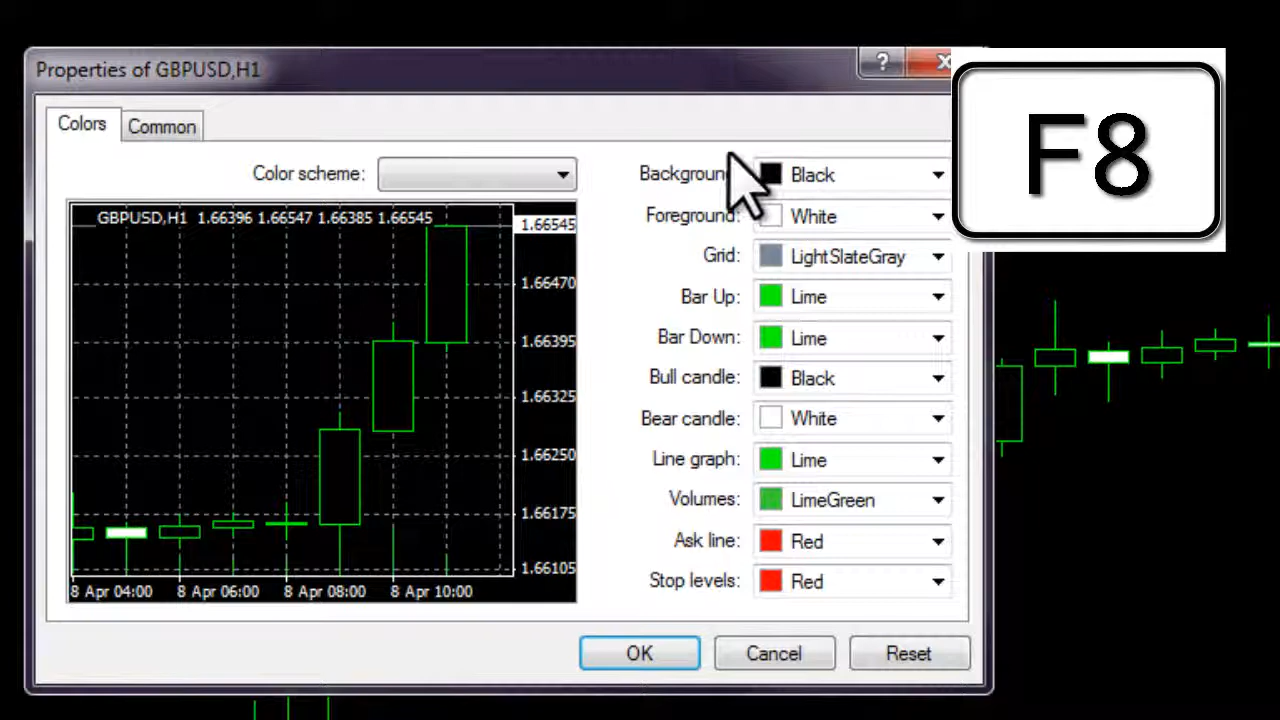 Properties of GBPUSD,H1
?
F8
Colors
Common
Color scheme:
GBPUSD,H1 1.66396 1.66547 1.66385 1.66545
1.66545
1.66470
1.66395
1.66325
1.66250
1.66175
1.66105
8 Apr 04:00
8 Apr 06:00
8 Apr 08:00
8 Apr 10:00
Background Black
Foreground: White
Grid: LightSlateGray
Bar Up: Lime
Bar Down: Lime
Bull candle: Black
Bear candle: White
Line graph: Lime
Volumes: LimeGreen
Ask line: Red
Stop levels: Red
OK
Cancel
Reset